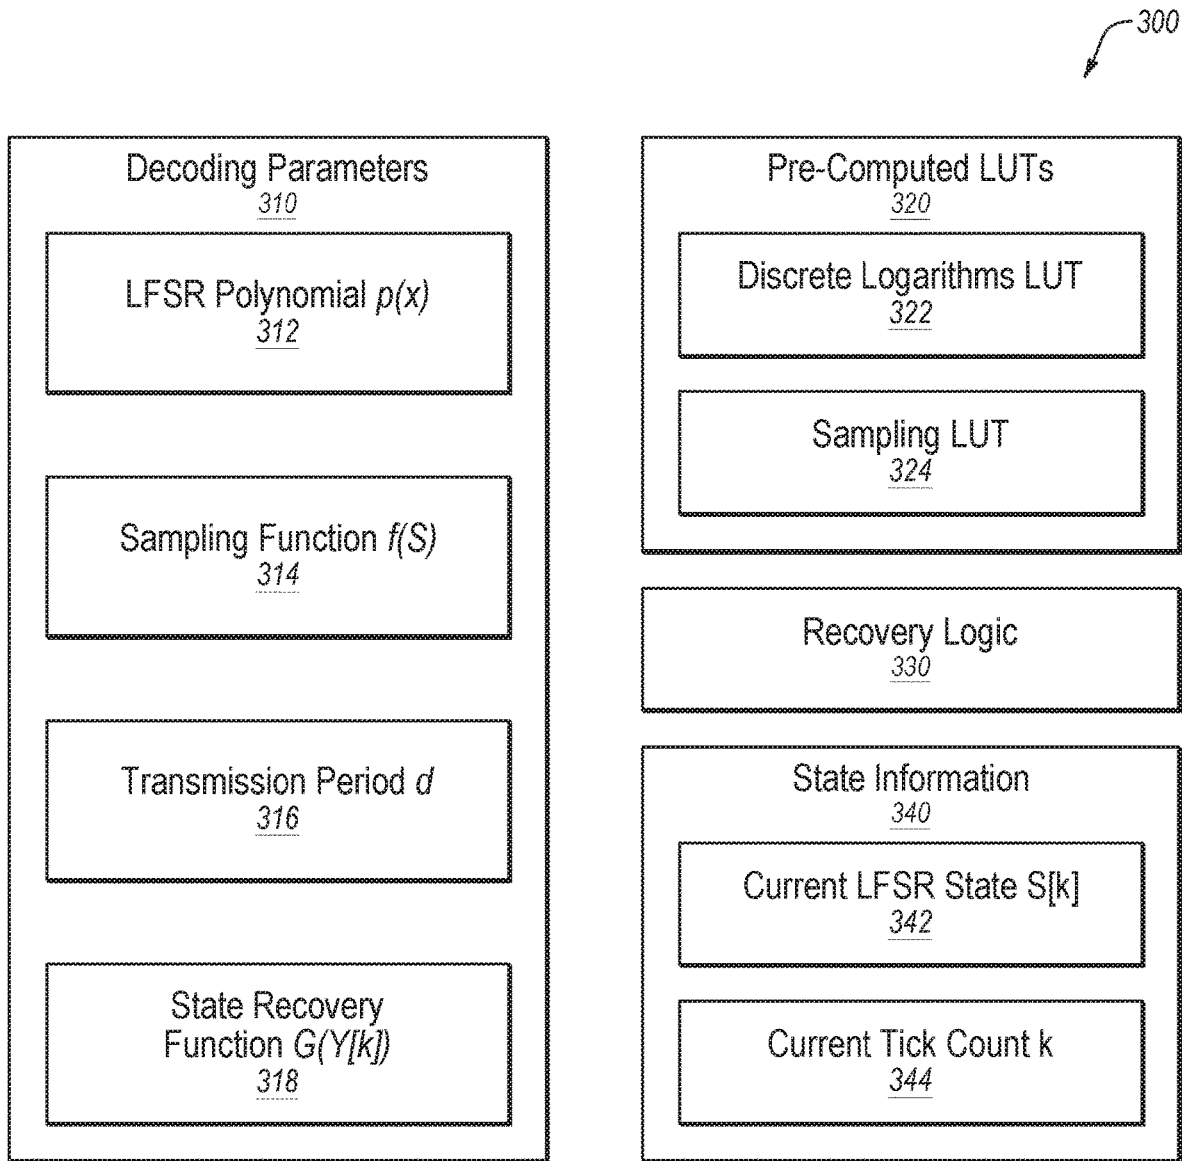 300
Decoding Parameters
310
LFSR Polynomial p(x)
312
Sampling Function f(S)
314
Transmission Period d
316
State Recovery
Function G(Y[k])
318
Pre-Computed LUTs
320
Discrete Logarithms LUT
322
Sampling LUT
324
Recovery Logic
330
State Information
340
Current LFSR State S[k]
342
Current Tick Count k
344